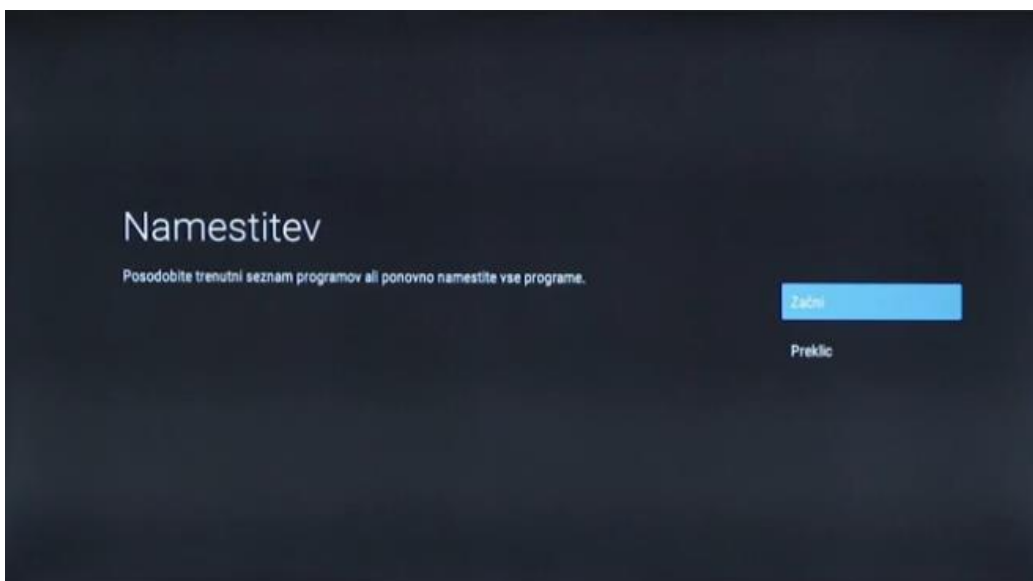 Namestitev
Posodobite trenutni seznam programov ali ponovno namestite vse programe.
Začni
Preklic